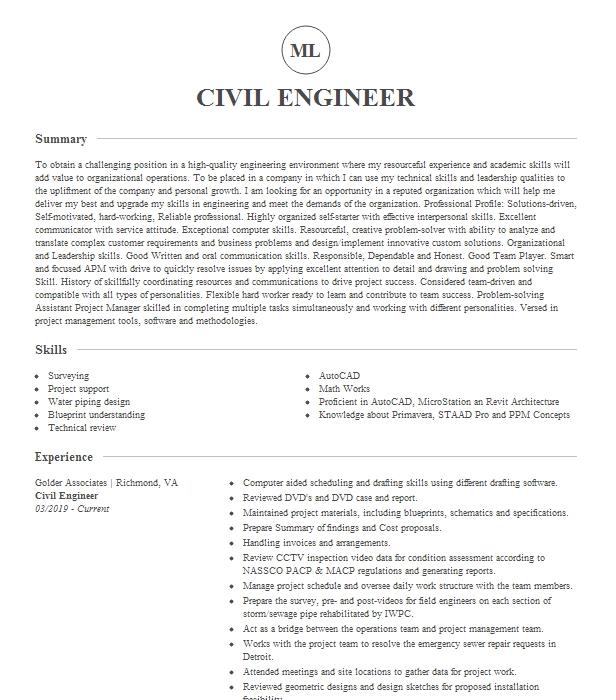 ML
CIVIL ENGINEER
Summary
To obtain a challenging position in a high-quality engineering environment where my resourceful experience and academic skills will
add value to organizational operations. To be placed in a company in which I can use my technical skills and leadership qualities to
the upliftment of the company and personal growth. I am looking for an opportunity in a reputed organization which will help me
deliver my best and upgrade my skills in engineering and meet the demands of the organization. Professional Profile: Solutions-driven,
Self-motivated, hard-working, Reliable professional. Highly organized self-starter with effective interpersonal skills. Excellent
communicator with service attitude. Exceptional computer skills. Resourceful, creative problem-solver with ability to analyze and
translate complex customer requirements and business problems and design/implement innovative custom solutions. Organizational
and Leadership skills. Good Written and oral communication skills. Responsible, Dependable and Honest. Good Team Player. Smart
and focused APM with drive to quickly resolve issues by applying excellent attention to detail and drawing and problem solving
Skill. History of skillfully coordinating resources and communications to drive project success. Considered team-driven and
compatible with all types of personalities. Flexible hard worker ready to learn and contribute to team success. Problem-solving
Assistant Project Manager skilled in completing multiple tasks simultaneously and working with different personalities. Versed in
project management tools, software and methodologies.
Skills
Surveying
Project support
Water piping design
Blueprint understanding
Technical review
AutoCAD
Math Works
Proficient in AutoCAD, MicroStation an Revit Architecture
Knowledge about Primavera, STAAD Pro and PPM Concepts
Experience
Golder Associates | Richmond, VA
Civil Engineer
03/2019 - Current
Computer aided scheduling and drafting skills using different drafting software.
Reviewed DVD's and DVD case and report.
Maintained project materials, including blueprints, schematics and specifications.
Prepare Summary of findings and Cost proposals.
Handling invoices and arrangements.
Review CCTV inspection video data for condition assessment according to
NASSCO PACP & MACP regulations and generating reports.
Manage project schedule and oversee daily work structure with the team members.
Prepare the survey, pre- and post-videos for field engineers on each section of
storm/sewage pipe rehabilitated by IWPC.
Act as a bridge between the operations team and project management team.
Works with the project team to resolve the emergency sewer repair requests in
Detroit.
Attended meetings and site locations to gather data for project work.
Reviewed geometric designs and design sketches for proposed installation
feasibility.